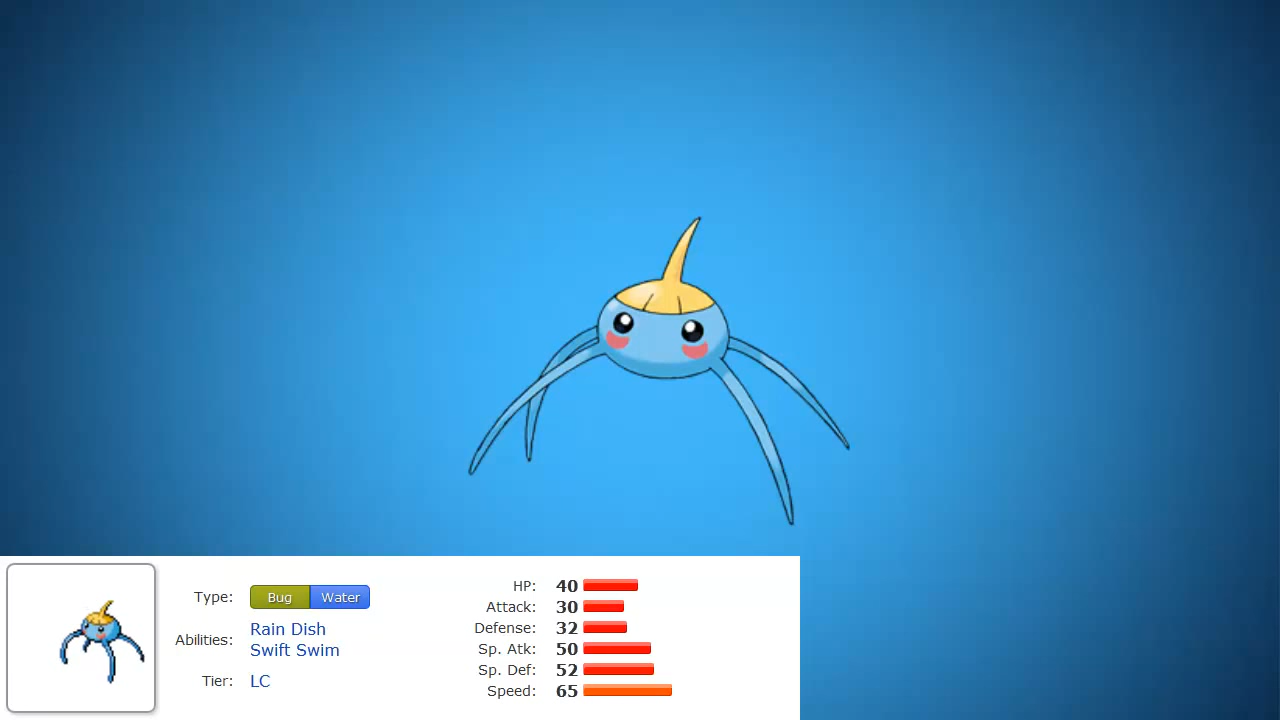 Type: Bug Water
Abilities: Rain Dish
Swift Swim
Tier: LC
HP: 40
Attack: 30
Defense: 32
Sp. Atk: 50
Sp. Def: 52
Speed: 65